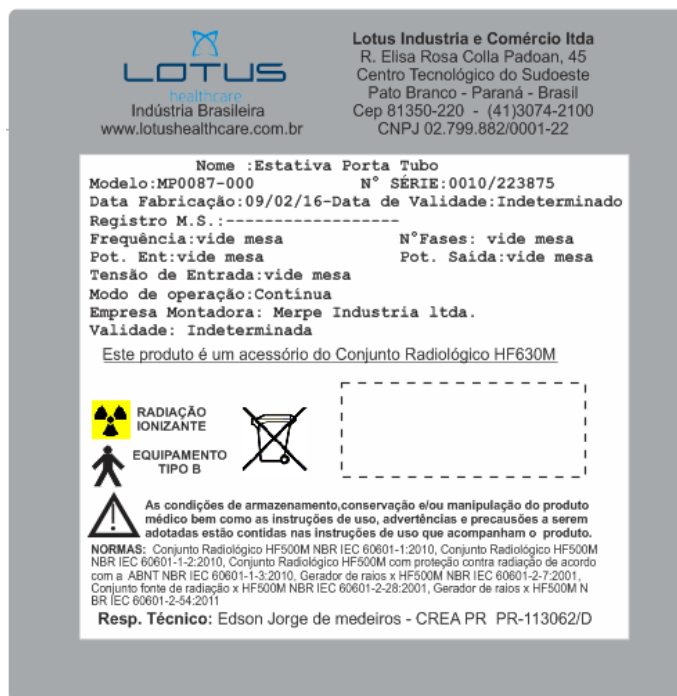 LOTUS
healthcare
Indústria Brasileira
www.lotushealthcare.com.br
Lotus Industria e Comércio ltda
R. Elisa Rosa Colla Padoan, 45
Centro Tecnológico do Sudoeste
Pato Branco - Paraná - Brasil
Cep 81350-220 - (41)3074-2100
CNPJ 02.799.882/0001-22
Nome :Estativa Porta Tubo
Modelo:MP0087-000 N° SÉRIE:0010/223875
Data Fabricação:09/02/16-Data de Validade:Indeterminado
Registro M.S.:------------------
Frequência:vide mesa N°Fases: vide mesa
Pot. Ent:vide mesa Pot. Saída:vide mesa
Tensão de Entrada:vide mesa
Modo de operação:Contínua
Empresa Montadora: Merpe Industria ltda.
Validade: Indeterminada
Este produto é um acessório do Conjunto Radiológico HF630M
RADIAÇÃO
IONIZANTE
EQUIPAMENTO
TIPO B
As condições de armazenamento,conservação e/ou manipulação do produto
médico bem como as instruções de uso, advertências e precausões a serem
adotadas estão contidas nas instruções de uso que acompanham o produto.
NORMAS: Conjunto Radiológico HF500M NBR IEC 60601-1:2010, Conjunto Radiológico HF500M
NBR IEC 60601-1-2:2010, Conjunto Radiológico HF500M com proteção contra radiação de acordo
com a ABNT NBR IEC 60601-1-3:2010, Gerador de raios x HF500M NBR IEC 60601-2-7:2001,
Conjunto fonte de radiação x HF500M NBR IEC 60601-2-28:2001, Gerador de raios x HF500M N
BR IEC 60601-2-54:2011
Resp. Técnico: Edson Jorge de medeiros - CREA PR PR-113062/D